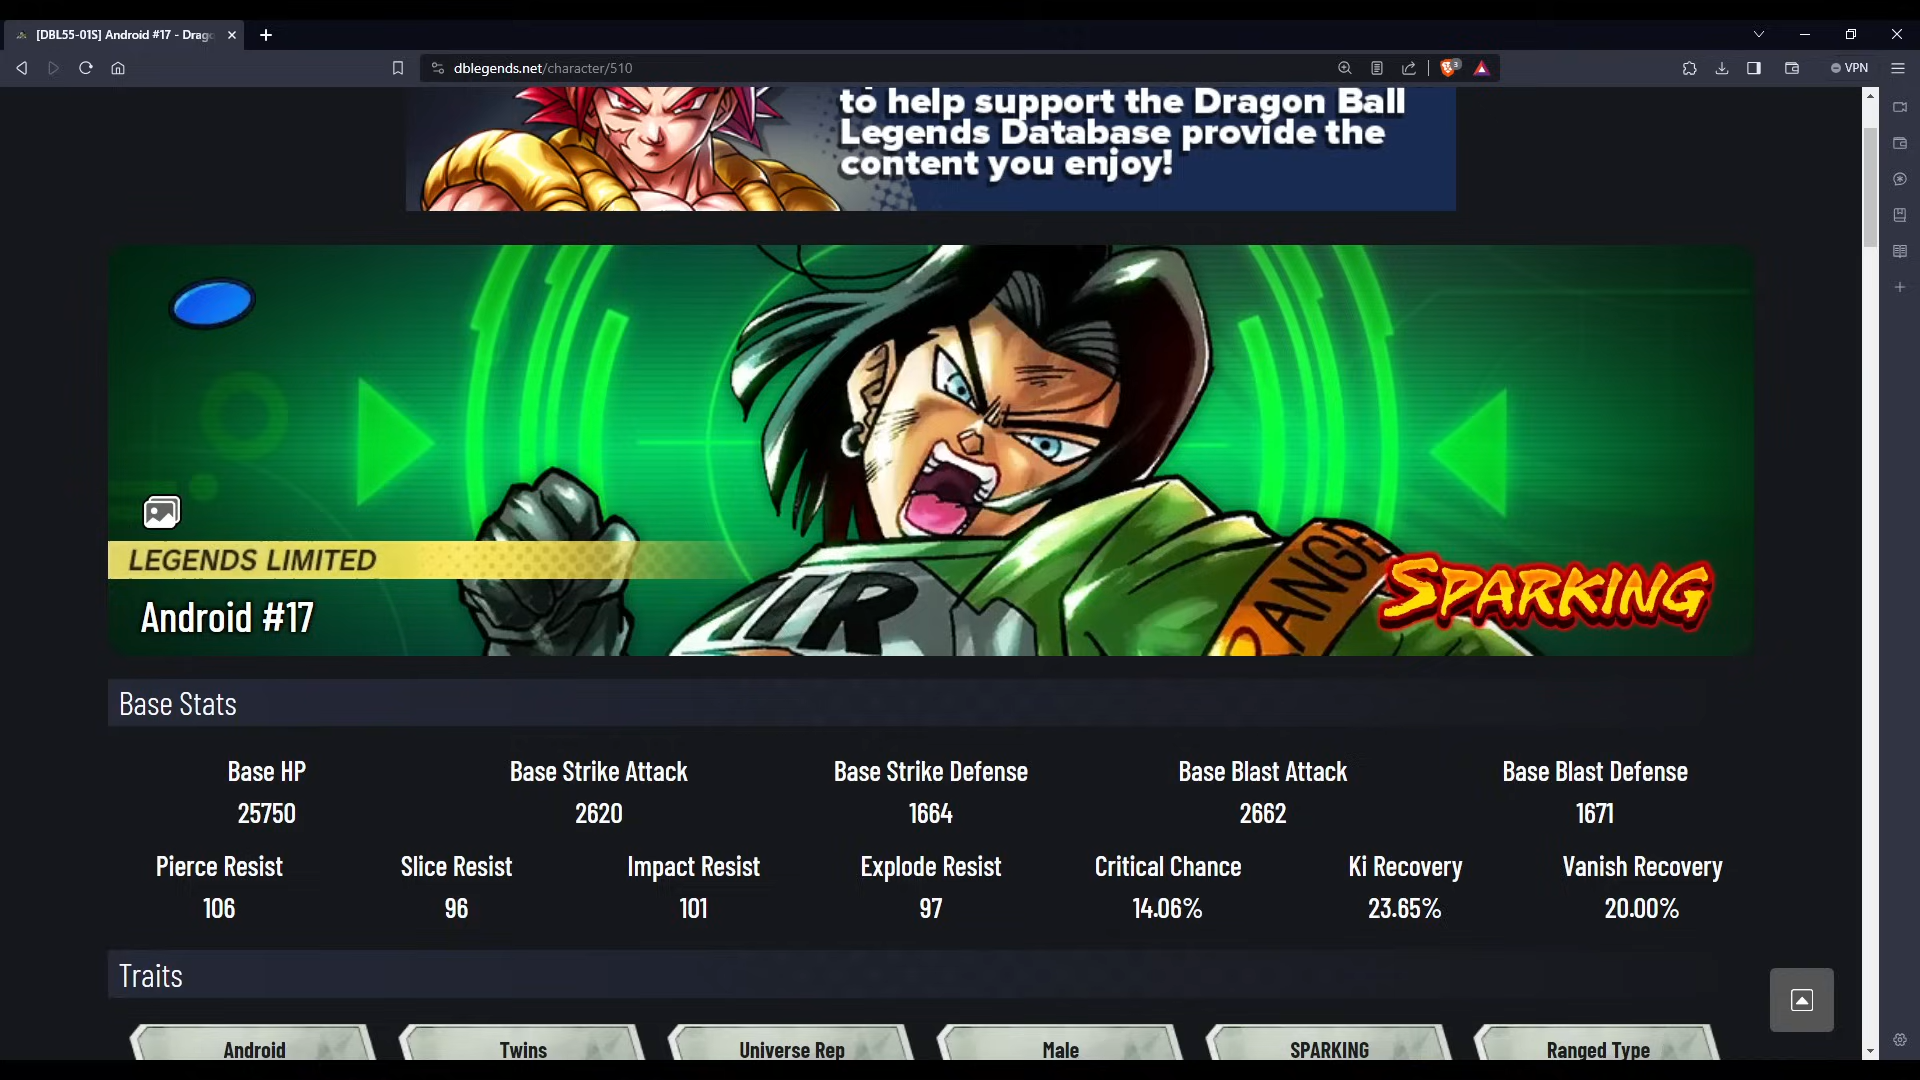 [DBL55-01S] Android #17 - Drag
dblegends.net/character/510
3
VPN
to help support the Dragon Ball
Legends Database provide the
content you enjoy!
IR
ANGE
LEGENDS LIMITED
Android #17
SPARKING
Base Stats
Base HP
Base Strike Attack
Base Strike Defense
Base Blast Attack
Base Blast Defense
25750
2620
1664
2662
1671
Pierce Resist
Slice Resist
Impact Resist
Explode Resist
Critical Chance
Ki Recovery
Vanish Recovery
106
96
101
97
14.06%
23.65%
20.00%
Traits
Android
Twins
Universe Rep
Male
SPARKING
Ranged Type